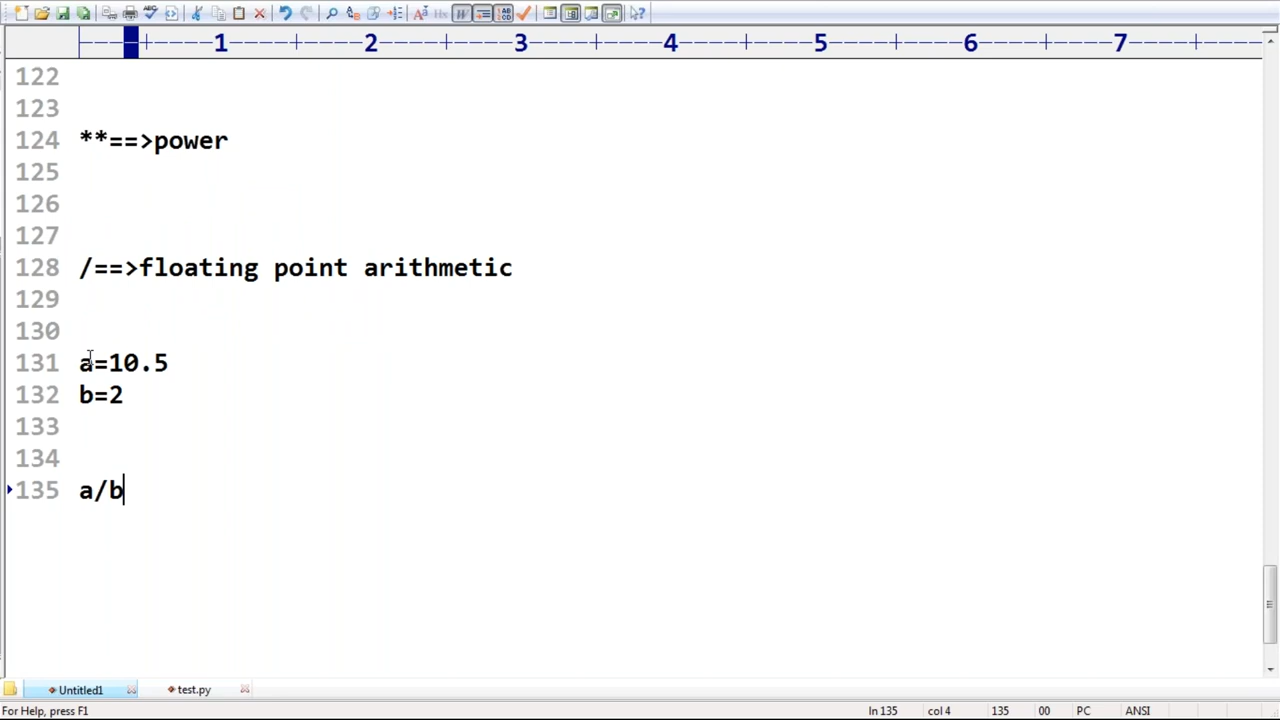 1 2 3 4 5 6 7
122
123
124 **==>power
125
126
127
128 /==>floating point arithmetic
129
130
131 a=10.5
132 b=2
133
134
135 a/b
Untitled1 test.py
For Help, press F1 ln 135 col 4 135 00 PC ANSI